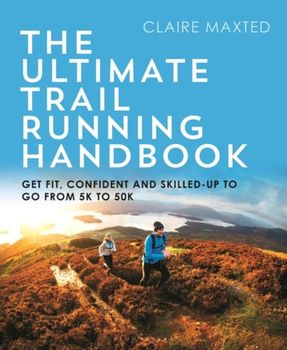 CLAIRE MAXTED
THE
ULTIMATE
TRAIL
RUNNING
HANDBOOK
GET FIT, CONFIDENT AND SKILLED-UP TO
GO FROM 5K TO 50K
BLOOMSBURY